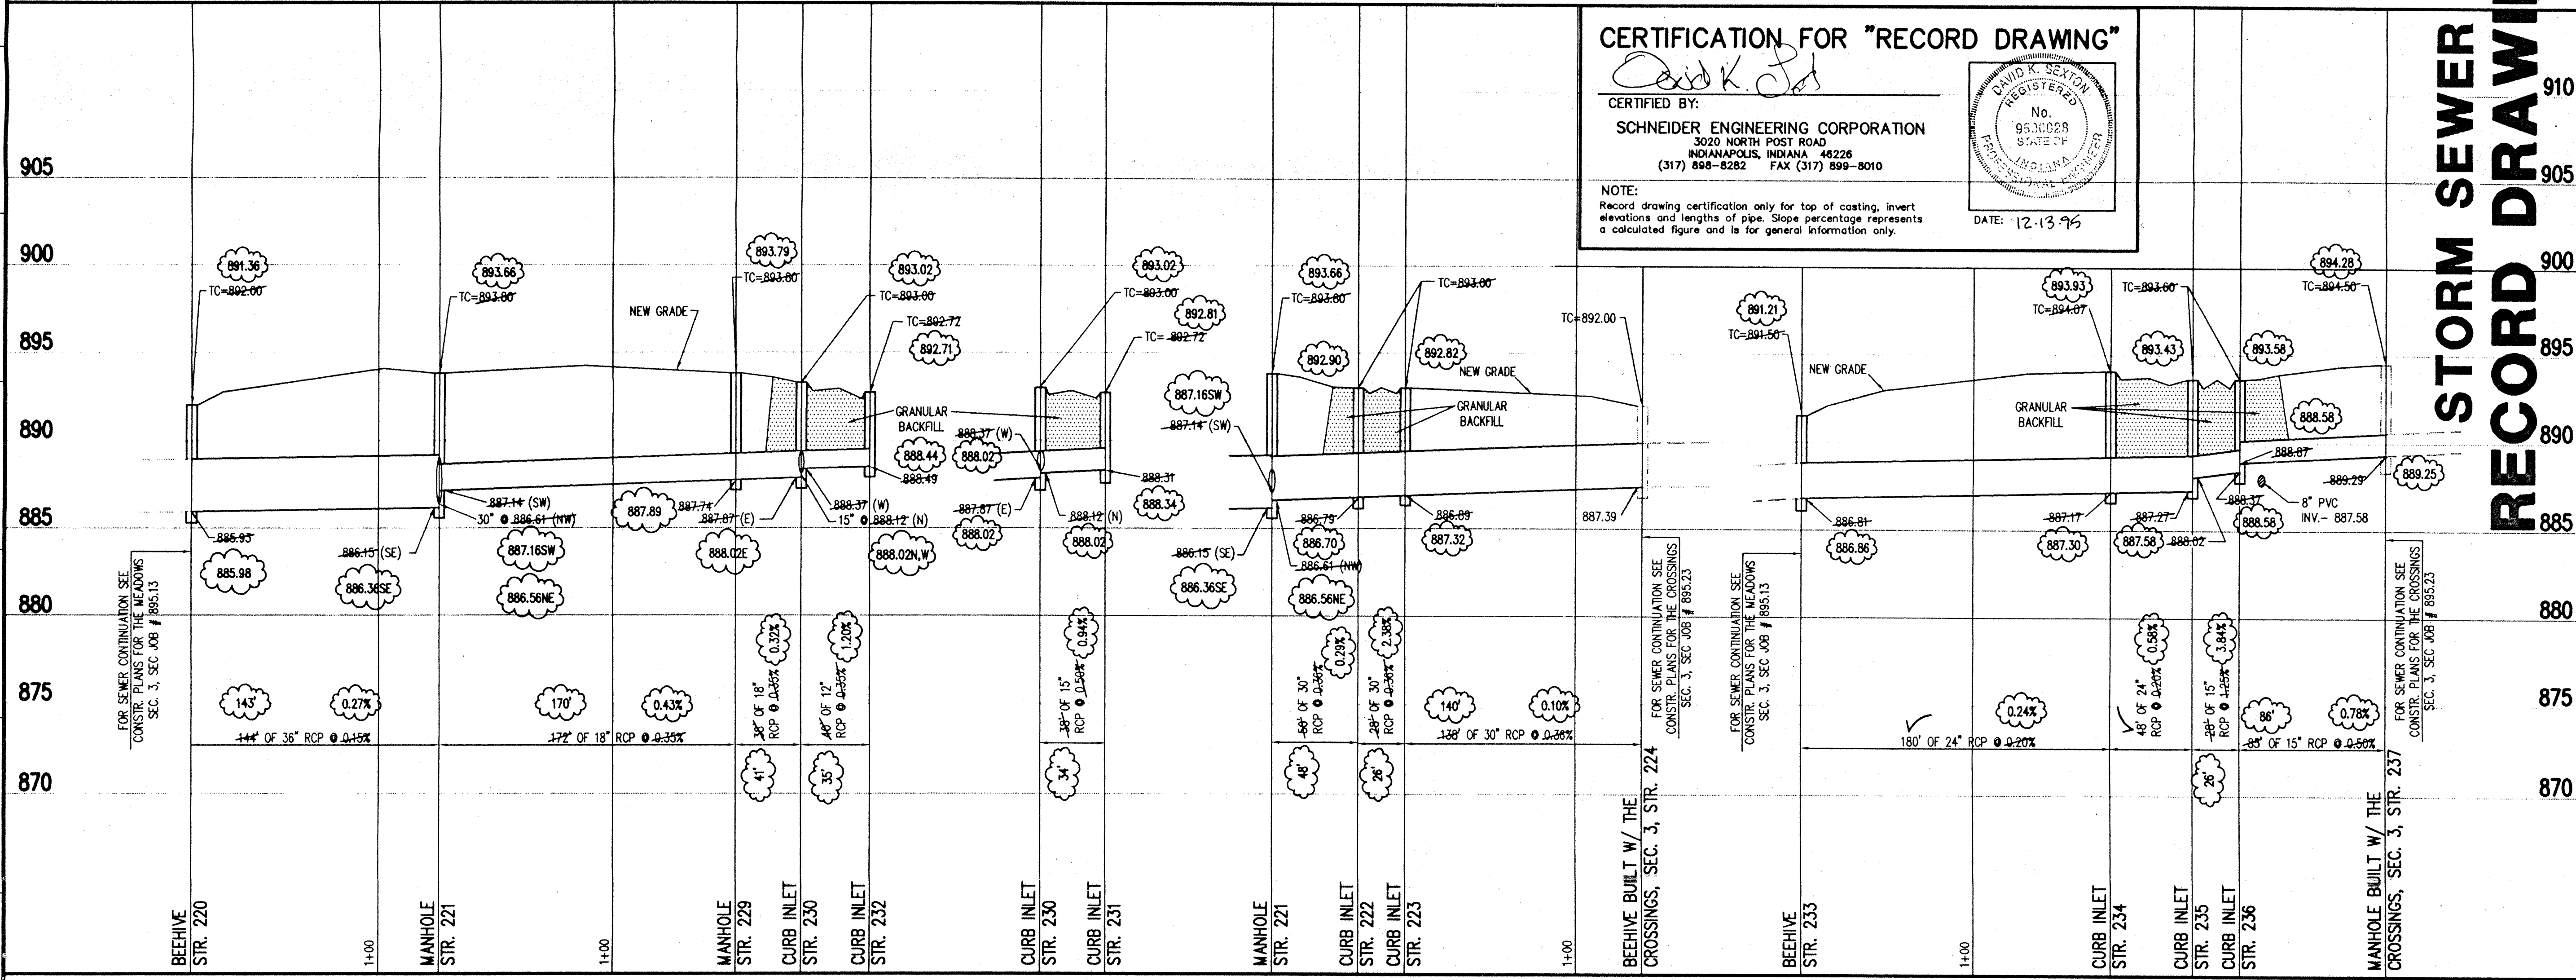 CERTIFICATION FOR "RECORD DRAWING"
CERTIFIED BY:
SCHNEIDER ENGINEERING CORPORATION
3020 NORTH POST ROAD
INDIANAPOLIS, INDIANA 46226
(317) 898-8282 FAX (317) 899-8010
NOTE:
Record drawing certification only for top of casting, invert
elevations and lengths of pipe. Slope percentage represents
a calculated figure and is for general information only.
DAVID K. SEXTON
REGISTERED
No.
STATE OF
INDIANA
PROFESSIONAL ENGINEER
DATE: 12-13-95
STORM SEWER
910
905
900
895
890
885
880
875
870
905
900
895
890
885
880
875
870
891.36
TC=892.00
893.66
TC=893.80
NEW GRADE
893.79
TC=893.80
893.02
TC=893.00
TC=892.72
892.71
GRANULAR
BACKFILL
893.02
TC=893.00
892.81
TC=892.72
893.66
TC=893.80
892.90
TC=893.00
892.82
NEW GRADE
GRANULAR
BACKFILL
TC=892.00
891.21
TC=891.50
NEW GRADE
893.93
TC=894.07
TC=893.60
893.43
893.58
894.28
TC=894.50
GRANULAR
BACKFILL
885.93
885.98
886.15 (SE)
886.36SE
887.14 (SW)
30" @ 886.61 (NW)
887.16SW
886.56NE
887.89
887.74
887.87 (E)
888.02E
888.37 (W)
15" @ 888.12 (N)
888.02N,W
888.44
888.49
888.37 (W)
888.02
887.87 (E)
888.02
888.12 (N)
888.02
888.31
888.34
887.16SW
887.14 (SW)
886.15 (SE)
886.36SE
886.79
886.70
886.61 (NW)
886.56NE
886.89
887.32
887.39
886.81
886.86
887.17
887.30
887.27
887.58
888.02
888.37
888.58
888.87
888.58
8" PVC
INV.- 887.58
889.29
889.25
FOR SEWER CONTINUATION SEE
CONSTR. PLANS FOR THE MEADOWS
SEC. 3, SEC JOB # 895.13
143'
0.27%
144' OF 36" RCP @ 0.15%
170'
0.43%
172' OF 18" RCP @ 0.35%
0.32%
38' OF 18"
RCP @ 0.35%
41'
1.20%
40' OF 12"
RCP @ 0.35%
35'
0.94%
38' OF 15"
RCP @ 0.50%
34'
0.29%
50' OF 30"
RCP @ 0.36%
48'
2.38%
28' OF 30"
RCP @ 0.36%
26'
140'
0.10%
138' OF 30" RCP @ 0.36%
FOR SEWER CONTINUATION SEE
CONSTR. PLANS FOR THE CROSSINGS
SEC. 3, SEC JOB # 895.23
FOR SEWER CONTINUATION SEE
CONSTR. PLANS FOR THE MEADOWS
SEC. 3, SEC JOB # 895.13
0.24%
180' OF 24" RCP @ 0.20%
0.58%
48' OF 24"
RCP @ 0.20%
3.84%
28' OF 15"
RCP @ 1.25%
26'
86'
0.78%
85' OF 15" RCP @ 0.50%
FOR SEWER CONTINUATION SEE
CONSTR. PLANS FOR THE CROSSINGS
SEC. 3, SEC JOB # 895.23
BEEHIVE
STR. 220
1+00
MANHOLE
STR. 221
1+00
MANHOLE
STR. 229
CURB INLET
STR. 230
CURB INLET
STR. 232
CURB INLET
STR. 230
CURB INLET
STR. 231
MANHOLE
STR. 221
CURB INLET
STR. 222
CURB INLET
STR. 223
1+00
BEEHIVE BUILT W/ THE
CROSSINGS, SEC. 3, STR. 224
BEEHIVE
STR. 233
1+00
CURB INLET
STR. 234
CURB INLET
STR. 235
CURB INLET
STR. 236
MANHOLE BUILT W/ THE
CROSSINGS, SEC. 3, STR. 237